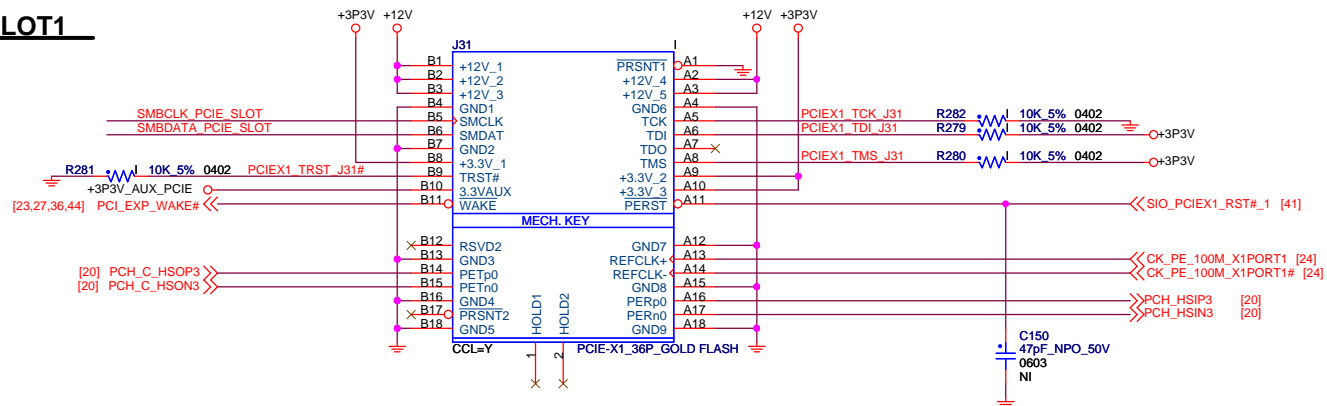 LOT1
+3P3V +12V
+12V +3P3V
J31
I
B1 +12V_1 PRSNT1 A1
B2 +12V_2 +12V_4 A2
B3 +12V_3 +12V_5 A3
B4 GND1 GND6 A4
SMBCLK_PCIE_SLOT B5 SMCLK TCK A5 PCIEX1_TCK_J31 R282 I 10K_5% 0402
SMBDATA_PCIE_SLOT B6 SMDAT TDI A6 PCIEX1_TDI_J31 R279 I 10K_5% 0402 +3P3V
B7 GND2 TDO A7
B8 +3.3V_1 TMS A8 PCIEX1_TMS_J31 R280 I 10K_5% 0402 +3P3V
R281 I 10K_5% 0402 PCIEX1_TRST_J31# B9 TRST# +3.3V_2 A9
+3P3V_AUX_PCIE B10 3.3VAUX +3.3V_3 A10
[23,27,36,44] PCI_EXP_WAKE# B11 WAKE PERST A11 SIO_PCIEX1_RST#_1 [41]
MECH. KEY
B12 RSVD2 GND7 A12
B13 GND3 REFCLK+ A13 CK_PE_100M_X1PORT1 [24]
[20] PCH_C_HSOP3 B14 PETp0 REFCLK- A14 CK_PE_100M_X1PORT1# [24]
[20] PCH_C_HSON3 B15 PETn0 GND8 A15
B16 GND4 PERp0 A16 PCH_HSIP3 [20]
B17 PRSNT2 PERn0 A17 PCH_HSIN3 [20]
B18 GND5 GND9 A18
HOLD1
HOLD2
CCL=Y PCIE-X1_36P_GOLD FLASH
1 2
C150
47pF_NPO_50V
0603
NI